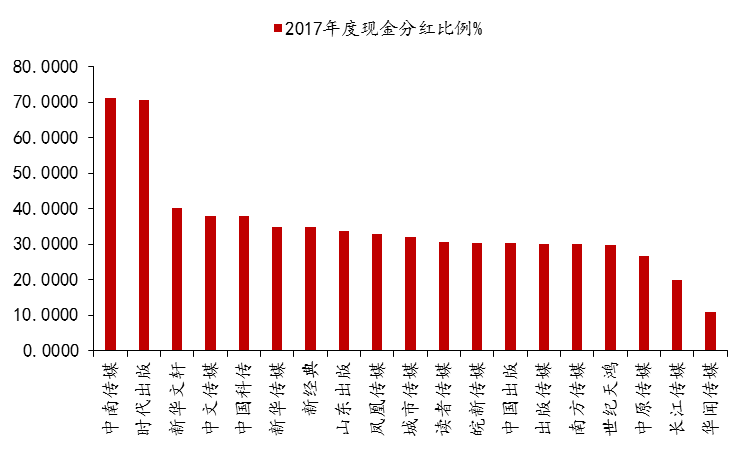 2017年度现金分红比例%
80.0000
70.0000
60.0000
50.0000
40.0000
30.0000
20.0000
10.0000
0.0000
中南传媒
时代出版
新华文轩
中文传媒
中国科传
新华传媒
新经典
山东出版
凤凰传媒
城市传媒
读者传媒
皖新传媒
中国出版
出版传媒
南方传媒
世纪天鸿
中原传媒
长江传媒
华闻传媒